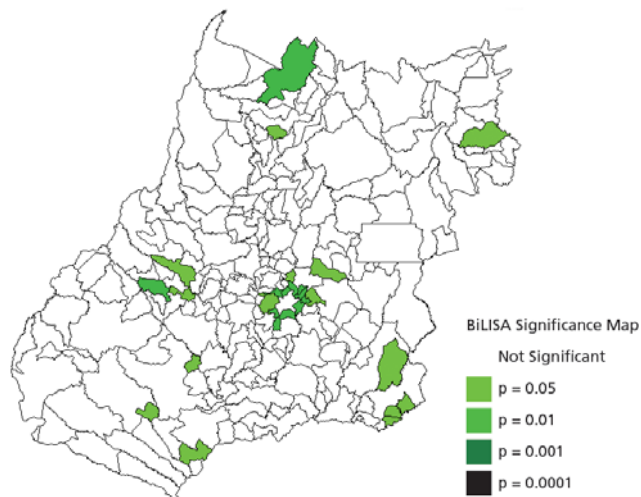 BiLISA Significance Map
Not Significant
p = 0.05
p = 0.01
p = 0.001
p = 0.0001